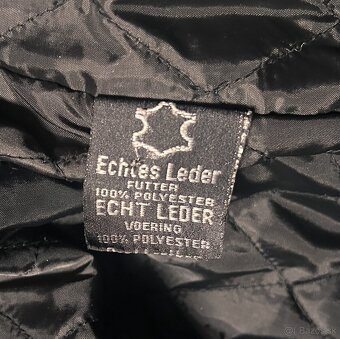 Echtes Leder
FUTTER
100% POLYESTER
ECHT LEDER
VOERING
100% POLYESTER